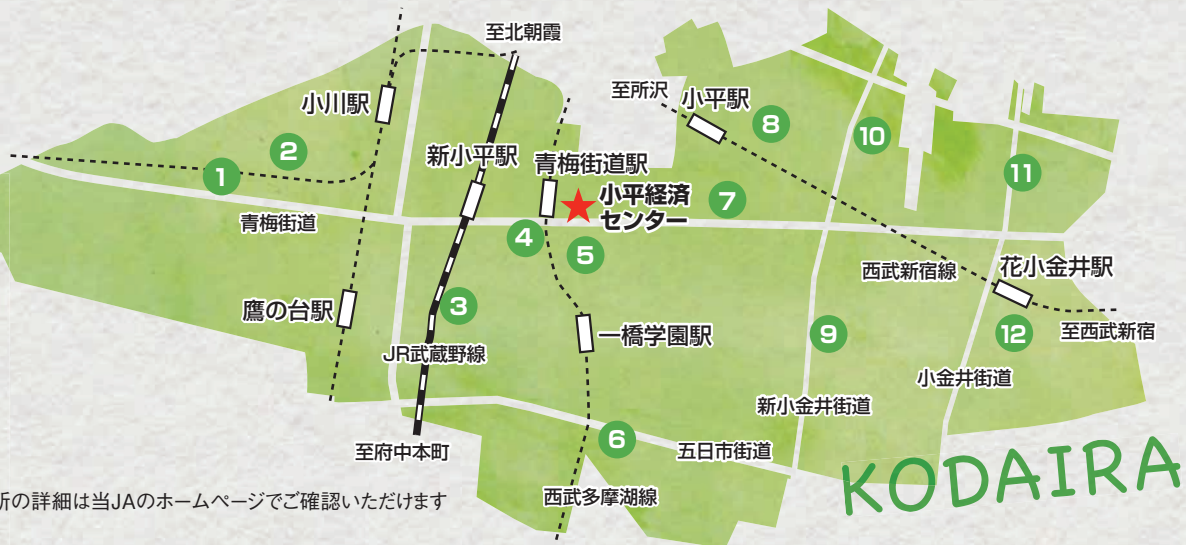 至北朝霞
小川駅
至所沢
小平駅
8
10
2
新小平駅
青梅街道駅
11
1
小平経済
センター
7
青梅街道
4
5
西武新宿線
花小金井駅
鷹の台駅
3
一橋学園駅
9
12
至西武新宿
JR武蔵野線
小金井街道
新小金井街道
至府中本町
6
五日市街道
KODAIRA
西武多摩湖線
所の詳細は当JAのホームページでご確認いただけます